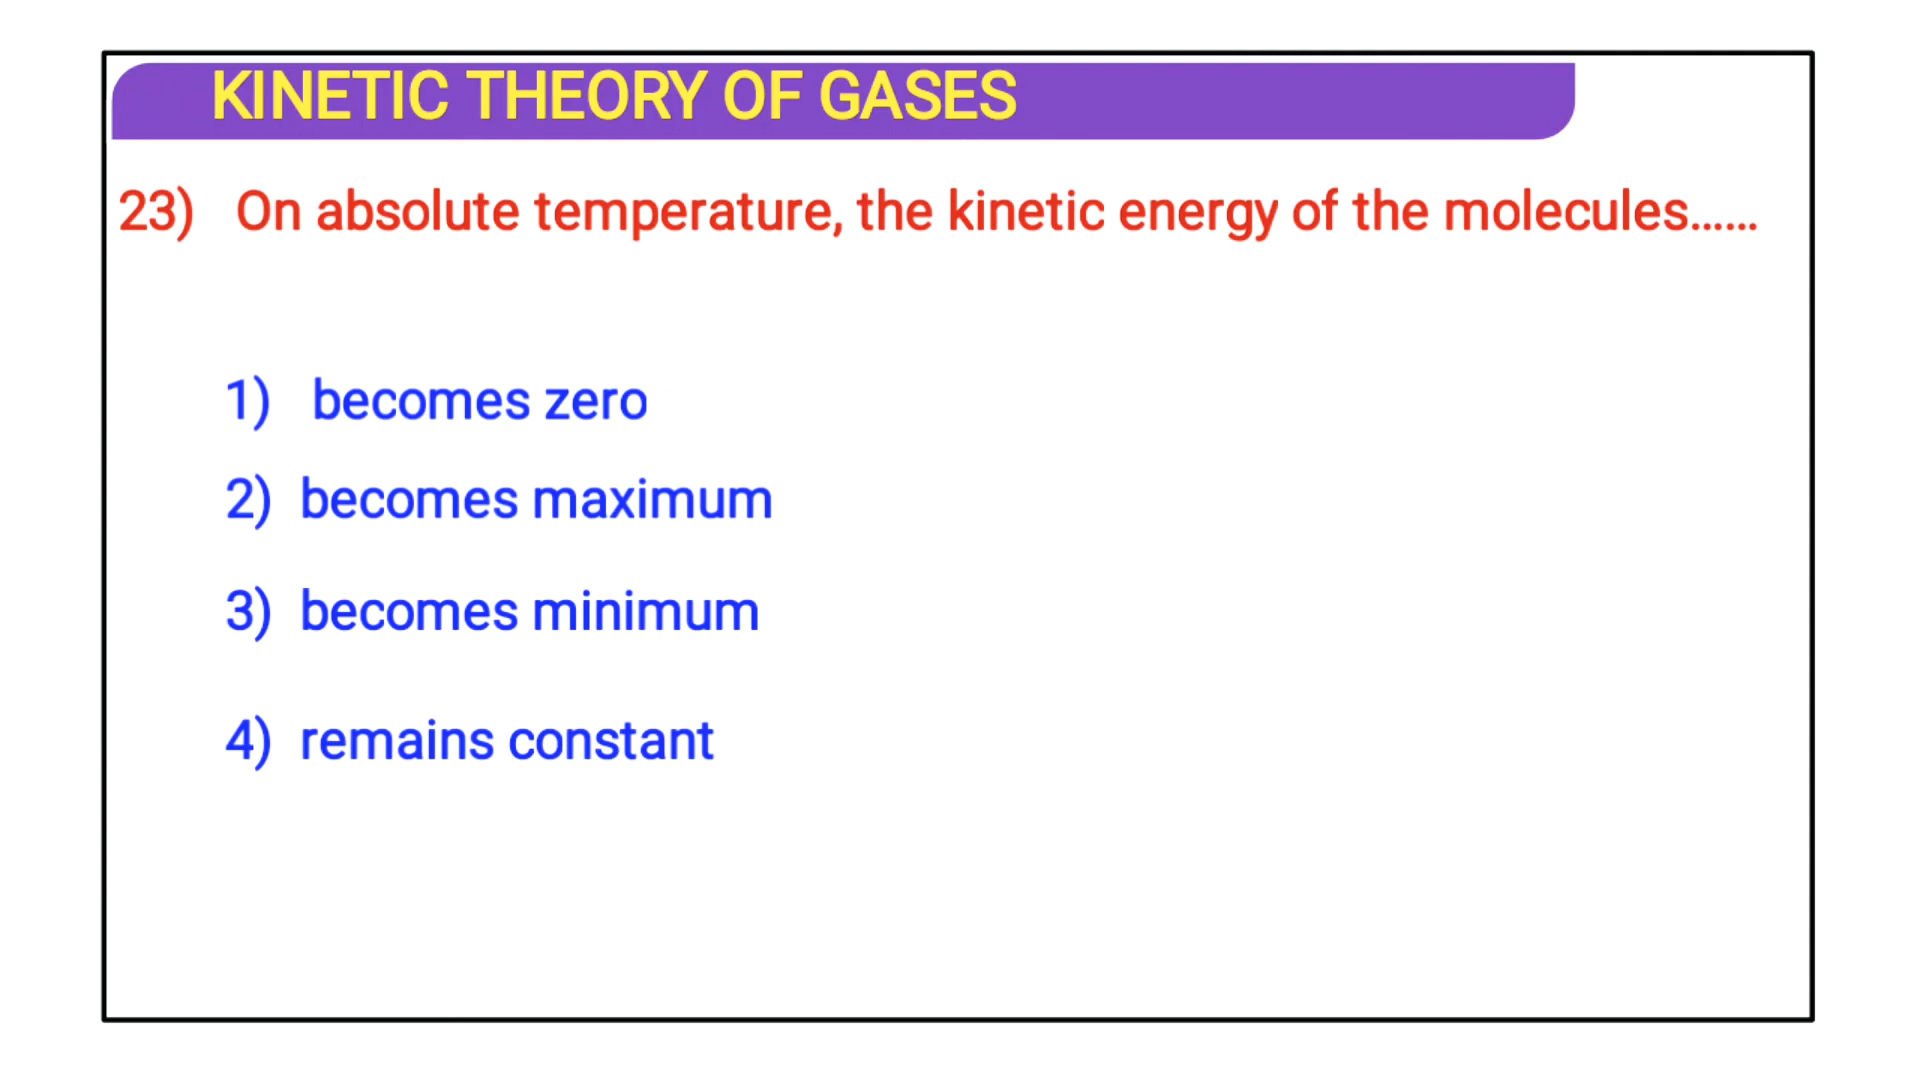 KINETIC THEORY OF GASES
23) On absolute temperature, the kinetic energy of the molecules......
1) becomes zero
2) becomes maximum
3) becomes minimum
4) remains constant